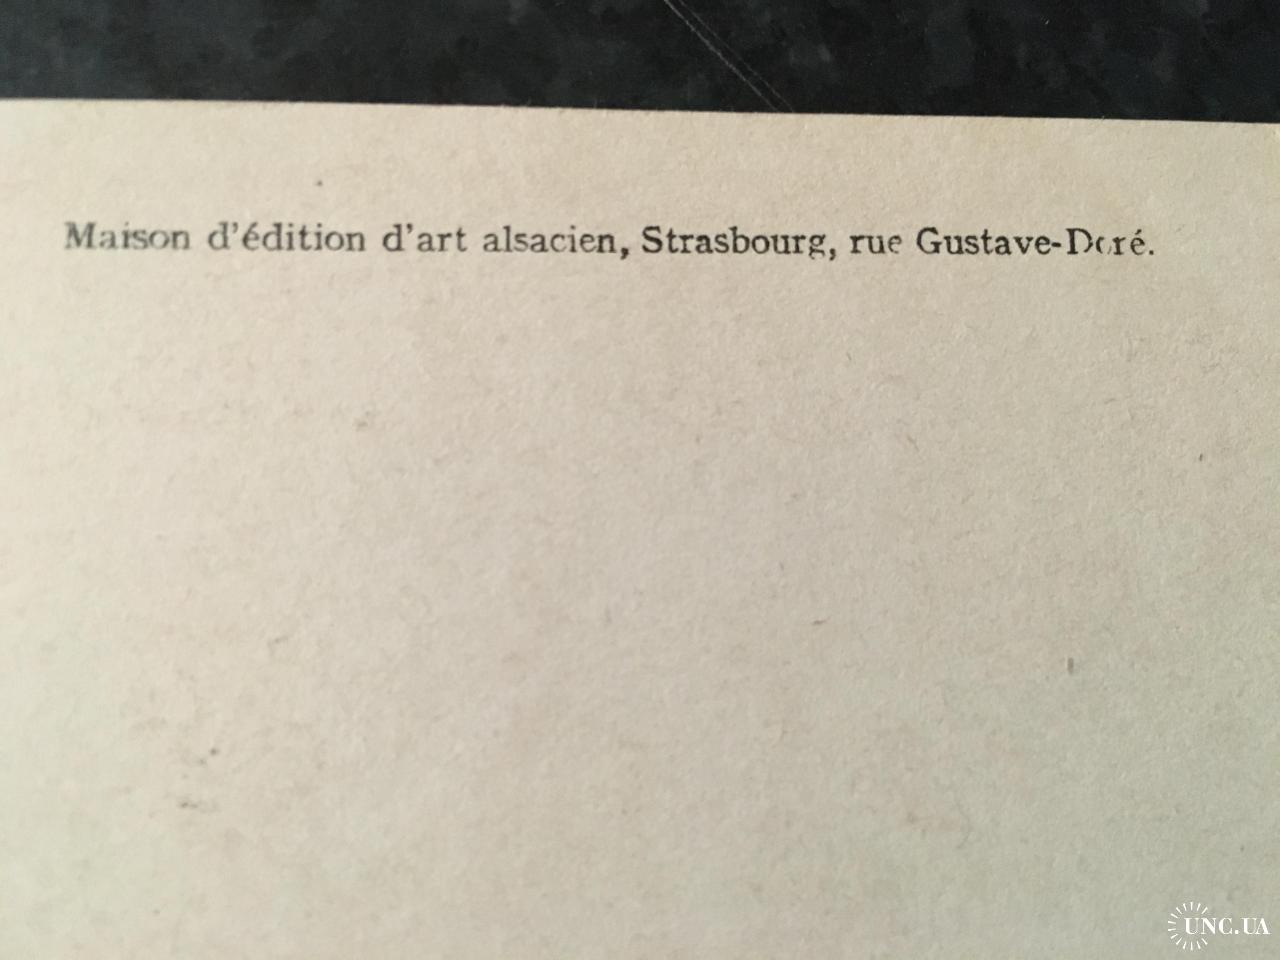 Maison d'édition d'art alsacien, Strasbourg, rue Gustave-Doré.
UNC.UA